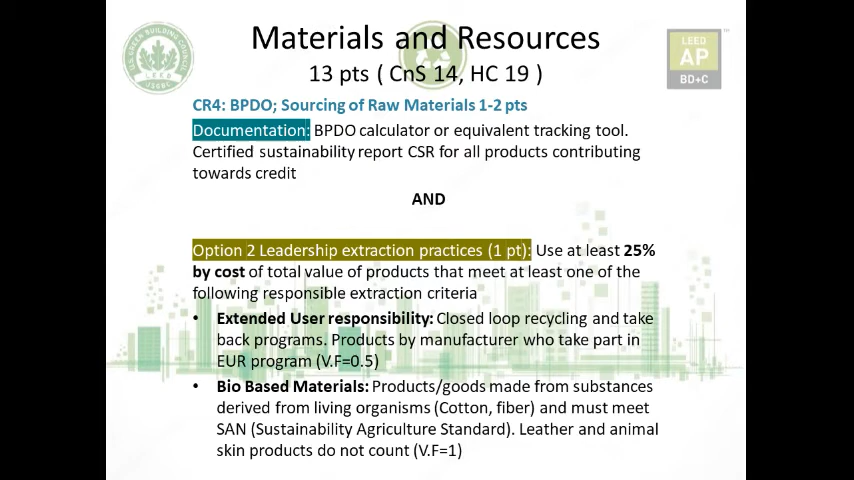 Materials and Resources
13 pts ( CnS 14, HC 19 )
U.S. GREEN BUILDING COUNCIL
LEED
USGBC
LEED
AP
BD+C
CR4: BPDO; Sourcing of Raw Materials 1-2 pts
Documentation: BPDO calculator or equivalent tracking tool.
Certified sustainability report CSR for all products contributing
towards credit
AND
Option 2 Leadership extraction practices (1 pt): Use at least 25%
by cost of total value of products that meet at least one of the
following responsible extraction criteria
• Extended User responsibility: Closed loop recycling and take
back programs. Products by manufacturer who take part in
EUR program (V.F=0.5)
• Bio Based Materials: Products/goods made from substances
derived from living organisms (Cotton, fiber) and must meet
SAN (Sustainability Agriculture Standard). Leather and animal
skin products do not count (V.F=1)